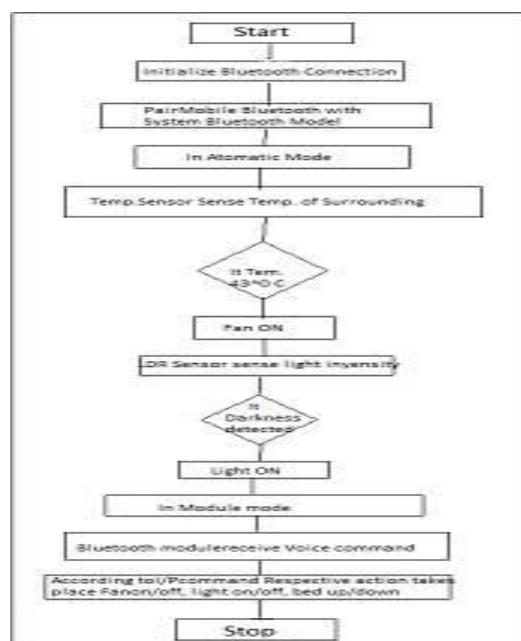 Start
Initialize Bluetooth Connection
PairMobile Bluetooth with
System Bluetooth Model
In Atomatic Mode
Temp.Sensor Sense Temp. of Surrounding
It Tem.
43^0 C
Fan ON
LDR Sensor sense light inyensity
It
Darkness
detected
Light ON
In Module mode
Bluetooth modulereceive Voice command
According toI/Pcommand Respective action takes
place Fanon/off, light on/off, bed up/down
Stop